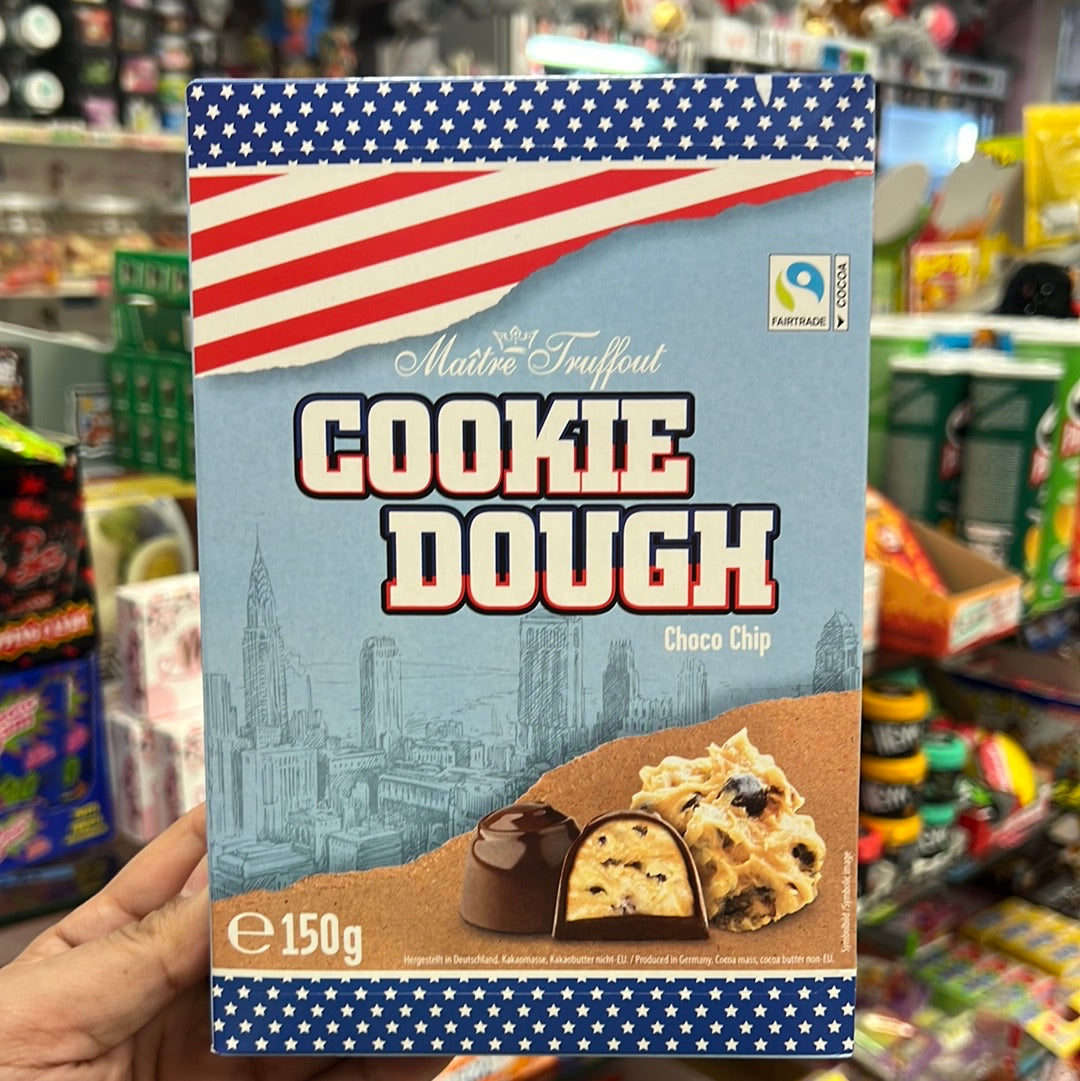 FAIRTRADE
COCOA
Maître Truffout
COOKIE
DOUGH
Choco Chip
Symbolbild/Symbolic image
e 150g
Hergestellt in Deutschland. Kakaomasse, Kakaobutter nicht-EU. / Produced in Germany. Cocoa mass, cocoa butter non-EU.